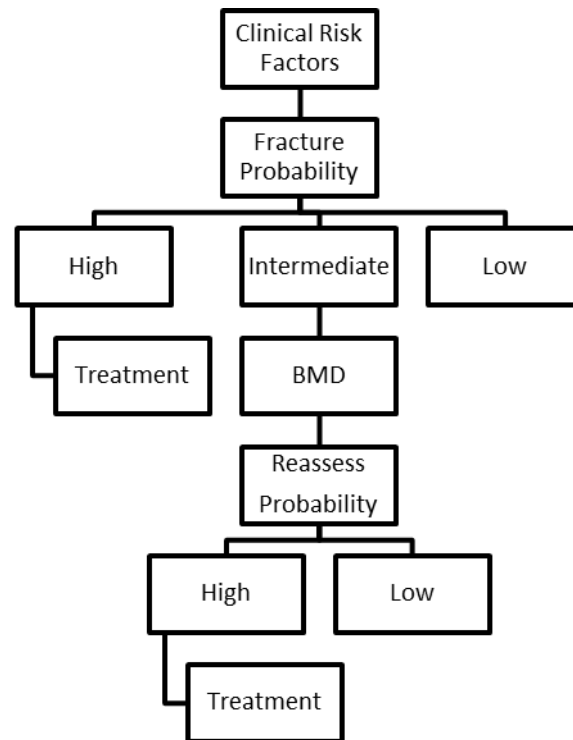 Clinical Risk
Factors
Fracture
Probability
High
Intermediate
Low
Treatment
BMD
Reassess
Probability
High
Low
Treatment